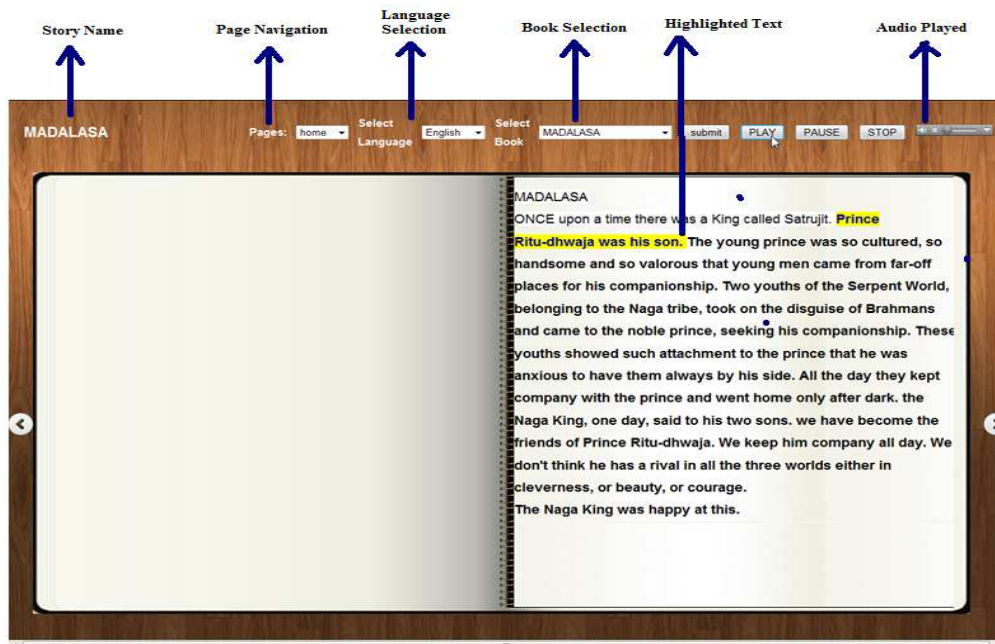 Story Name
Page Navigation
Language
Selection
Book Selection
Highlighted Text
Audio Played
MADALASA
Pages:
home
Select
Language
English
Select
Book
MADALASA
submit
PLAY
PAUSE
STOP
MADALASA
ONCE upon a time there was a King called Satrujit. Prince
Ritu-dhwaja was his son. The young prince was so cultured, so
handsome and so valorous that young men came from far-off
places for his companionship. Two youths of the Serpent World,
belonging to the Naga tribe, took on the disguise of Brahmans
and came to the noble prince, seeking his companionship. These
youths showed such attachment to the prince that he was
anxious to have them always by his side. All the day they kept
company with the prince and went home only after dark. the
Naga King, one day, said to his two sons. we have become the
friends of Prince Ritu-dhwaja. We keep him company all day. We
don't think he has a rival in all the three worlds either in
cleverness, or beauty, or courage.
The Naga King was happy at this.